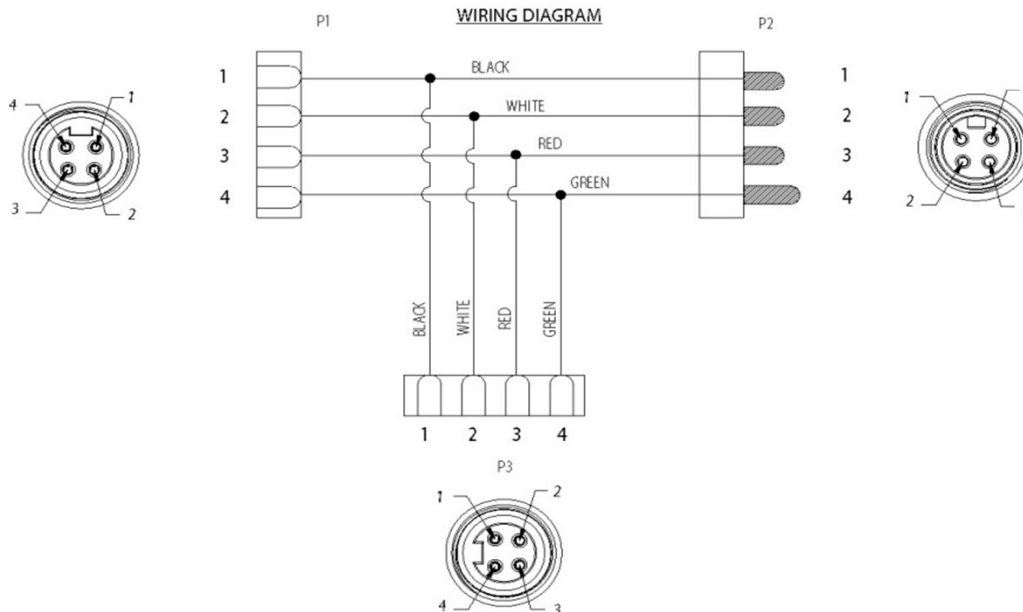 WIRING DIAGRAM
P1
P2
1 BLACK 1
2 WHITE 2
3 RED 3
4 GREEN 4
4 1
3 2
1
2
BLACK WHITE RED GREEN
1 2 3 4
P3
1 2
4 3